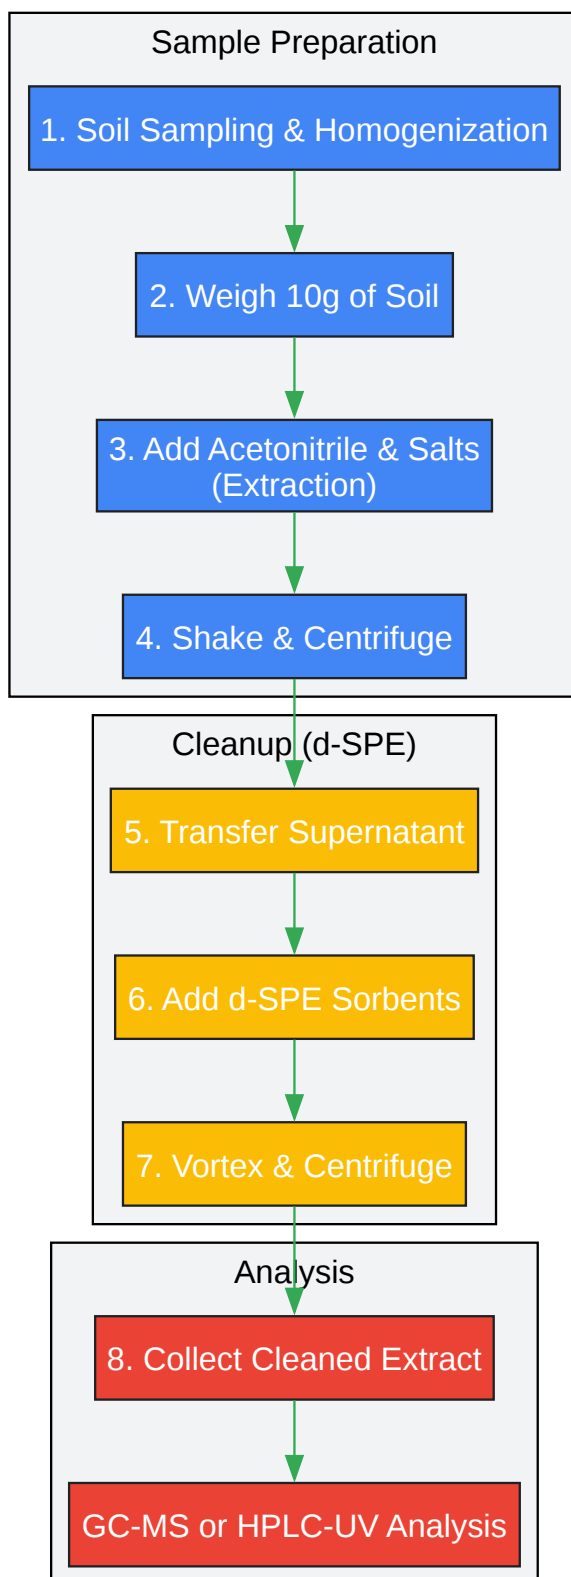 Sample Preparation
1. Soil Sampling & Homogenization
2. Weigh 10g of Soil
3. Add Acetonitrile & Salts
(Extraction)
4. Shake & Centrifuge
Cleanup (d-SPE)
5. Transfer Supernatant
6. Add d-SPE Sorbents
7. Vortex & Centrifuge
Analysis
8. Collect Cleaned Extract
GC-MS or HPLC-UV Analysis